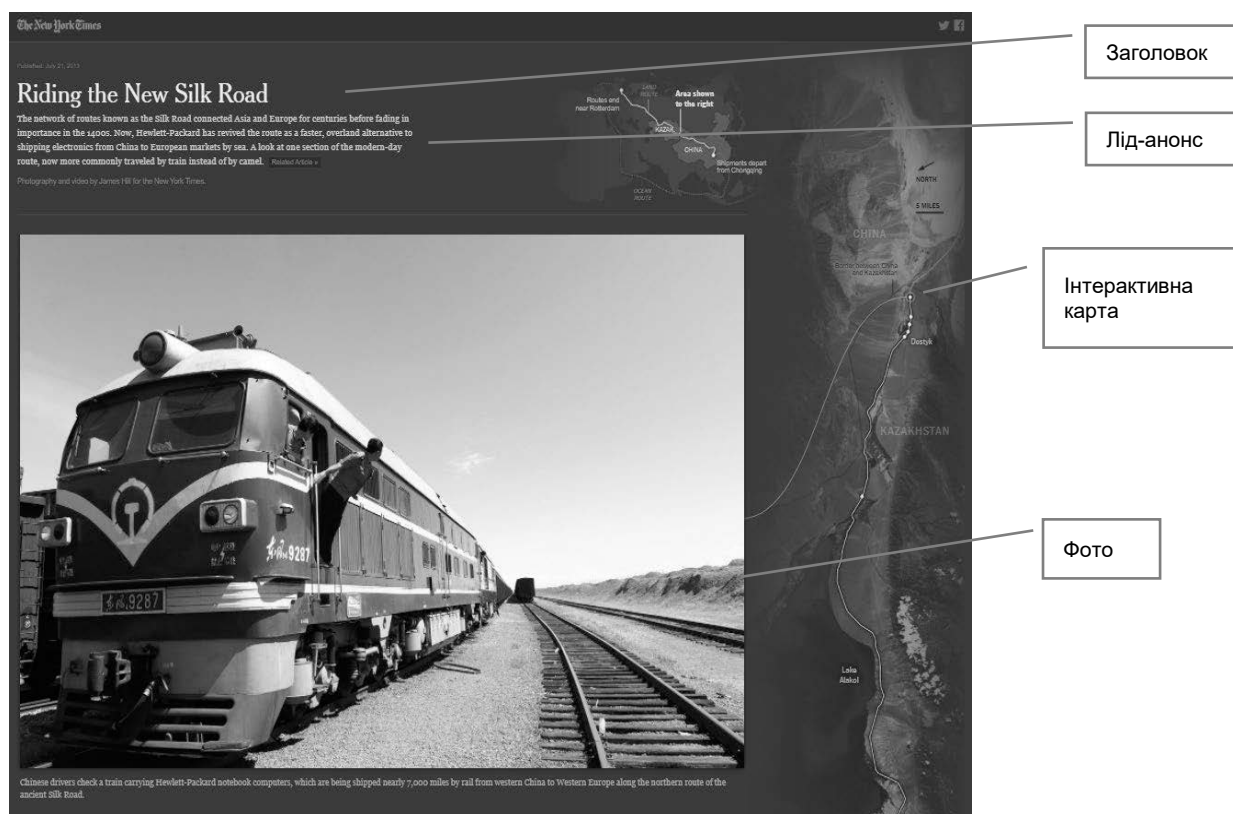 The New York Times
Published: July 21, 2013
Riding the New Silk Road
The network of routes known as the Silk Road connected Asia and Europe for centuries before fading in
importance in the 1400s. Now, Hewlett-Packard has revived the route as a faster, overland alternative to
shipping electronics from China to European markets by sea. A look at one section of the modern-day
route, now more commonly traveled by train instead of by camel. Related Article »
Photography and video by James Hill for the New York Times.
Routes end
near Rotterdam
LAND
ROUTE
Area shown
to the right
KAZAK.
CHINA
Shipments depart
from Chongqing
OCEAN
ROUTE
NORTH
5 MILES
CHINA
Border between China
and Kazakhstan
Dostyk
KAZAKHSTAN
Lake
Alakol
9287
9287
Chinese drivers check a train carrying Hewlett-Packard notebook computers, which are being shipped nearly 7,000 miles by rail from western China to Western Europe along the northern route of the
ancient Silk Road.
Заголовок
Лід-анонс
Інтерактивна
карта
Фото